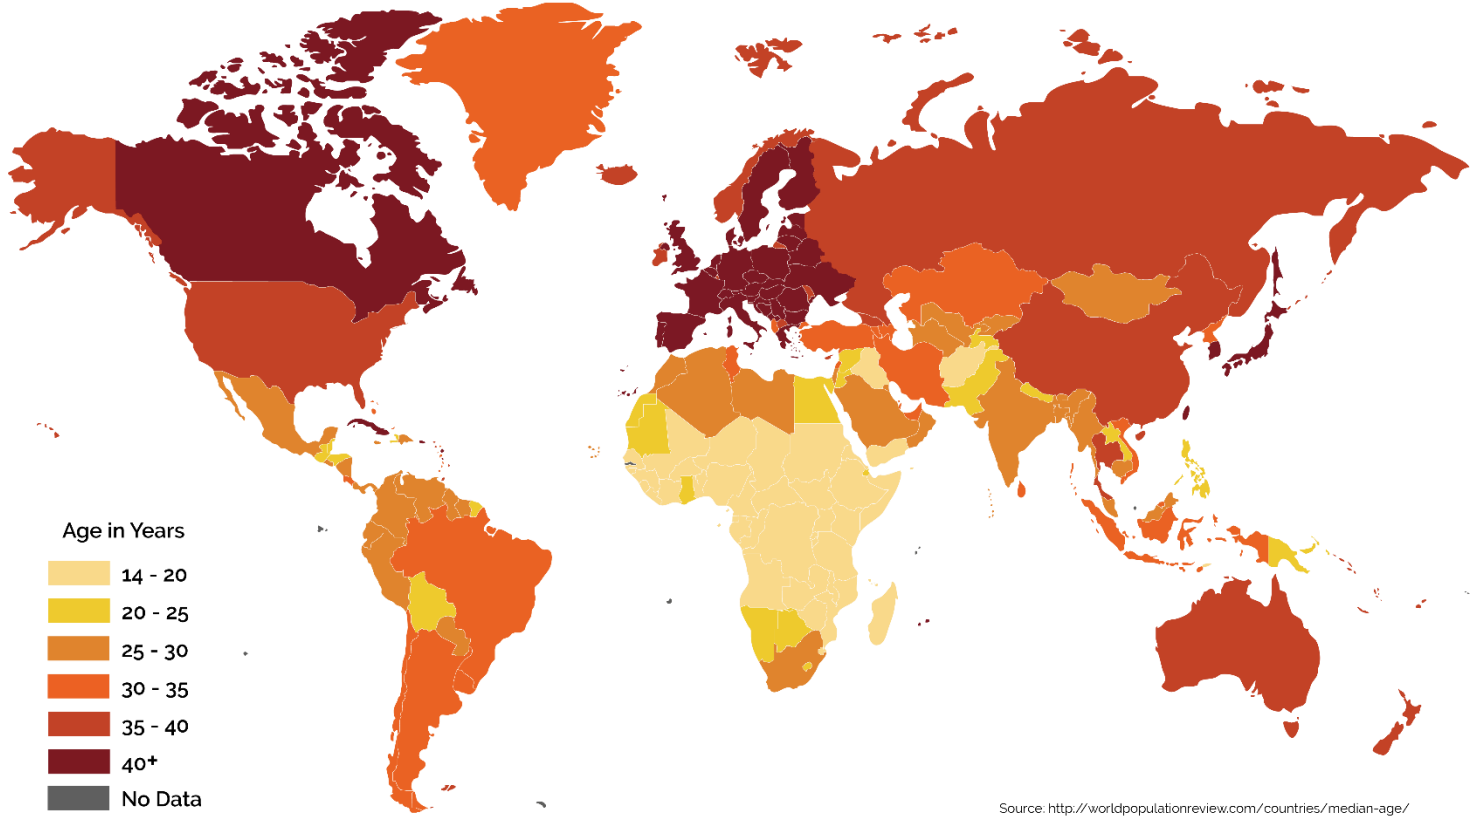 Age in Years
14 - 20
20 - 25
25 - 30
30 - 35
35 - 40
40+
No Data
Source: http://worldpopulationreview.com/countries/median-age/